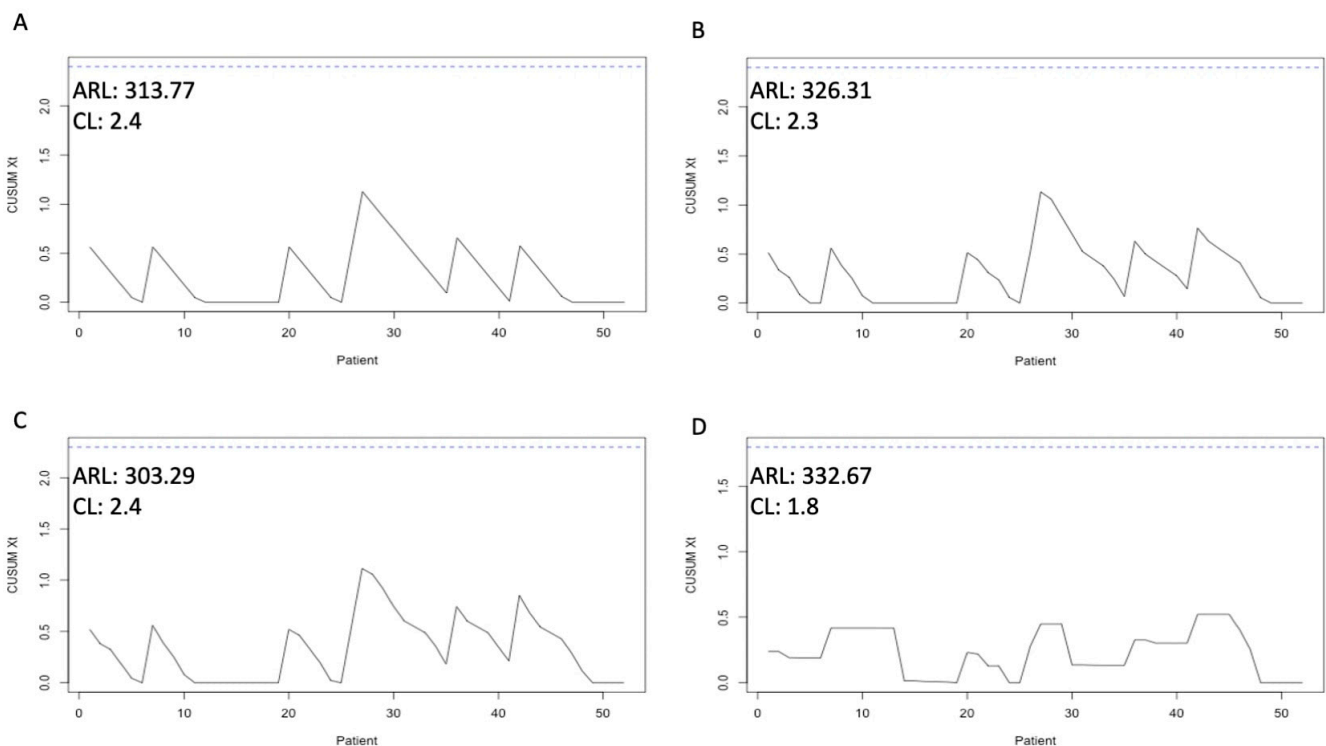 A
ARL: 313.77
CL: 2.4
CUSUM Xt
2.0
1.5
1.0
0.5
0.0
0 10 20 30 40 50
Patient
B
ARL: 326.31
CL: 2.3
CUSUM Xt
2.0
1.5
1.0
0.5
0.0
0 10 20 30 40 50
Patient
C
ARL: 303.29
CL: 2.4
CUSUM Xt
2.0
1.5
1.0
0.5
0.0
0 10 20 30 40 50
Patient
D
ARL: 332.67
CL: 1.8
CUSUM Xt
1.5
1.0
0.5
0.0
0 10 20 30 40 50
Patient